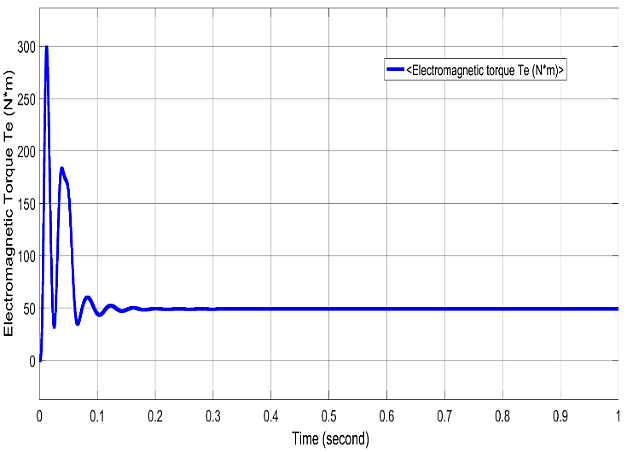 300
250
200
150
100
50
0
Electromagnetic Torque Te (N*m)
<Electromagnetic torque Te (N*m)>
0 0.1 0.2 0.3 0.4 0.5 0.6 0.7 0.8 0.9 1
Time (second)